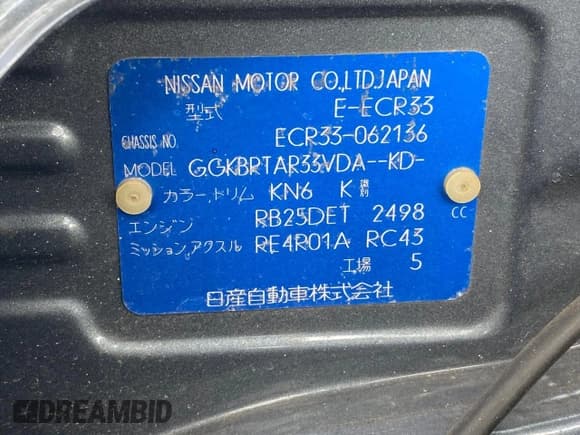 NISSAN MOTOR CO.,LTD.JAPAN
型式 E-ECR33
CHASSIS NO. ECR33-062136
MODEL GGKBRTAR33VDA--KD-
カラー,トリム KN6 K 識別
エンジン RB25DET 2498 CC
ミッション,アクスル RE4R01A RC43
工場 5
日産自動車株式会社
DREAMBID